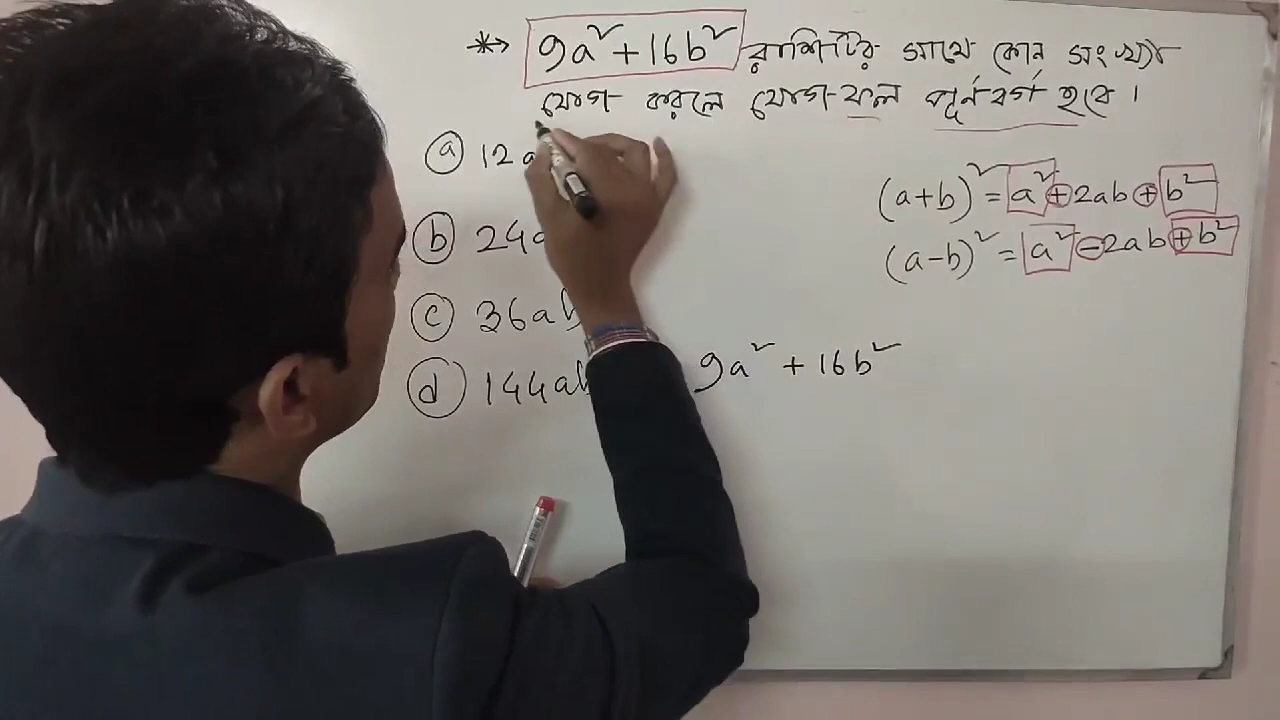 *→ 9a² + 16b² রাশিটির সাথে কোন সংখ্যা
যোগ করলে যোগফল পূর্নবর্গ হবে।
(a) 12a
(b) 24a
(c) 36ab
(d) 144ab
(a+b)² = a² + 2ab + b²
(a-b)² = a² - 2ab + b²
9a² + 16b²